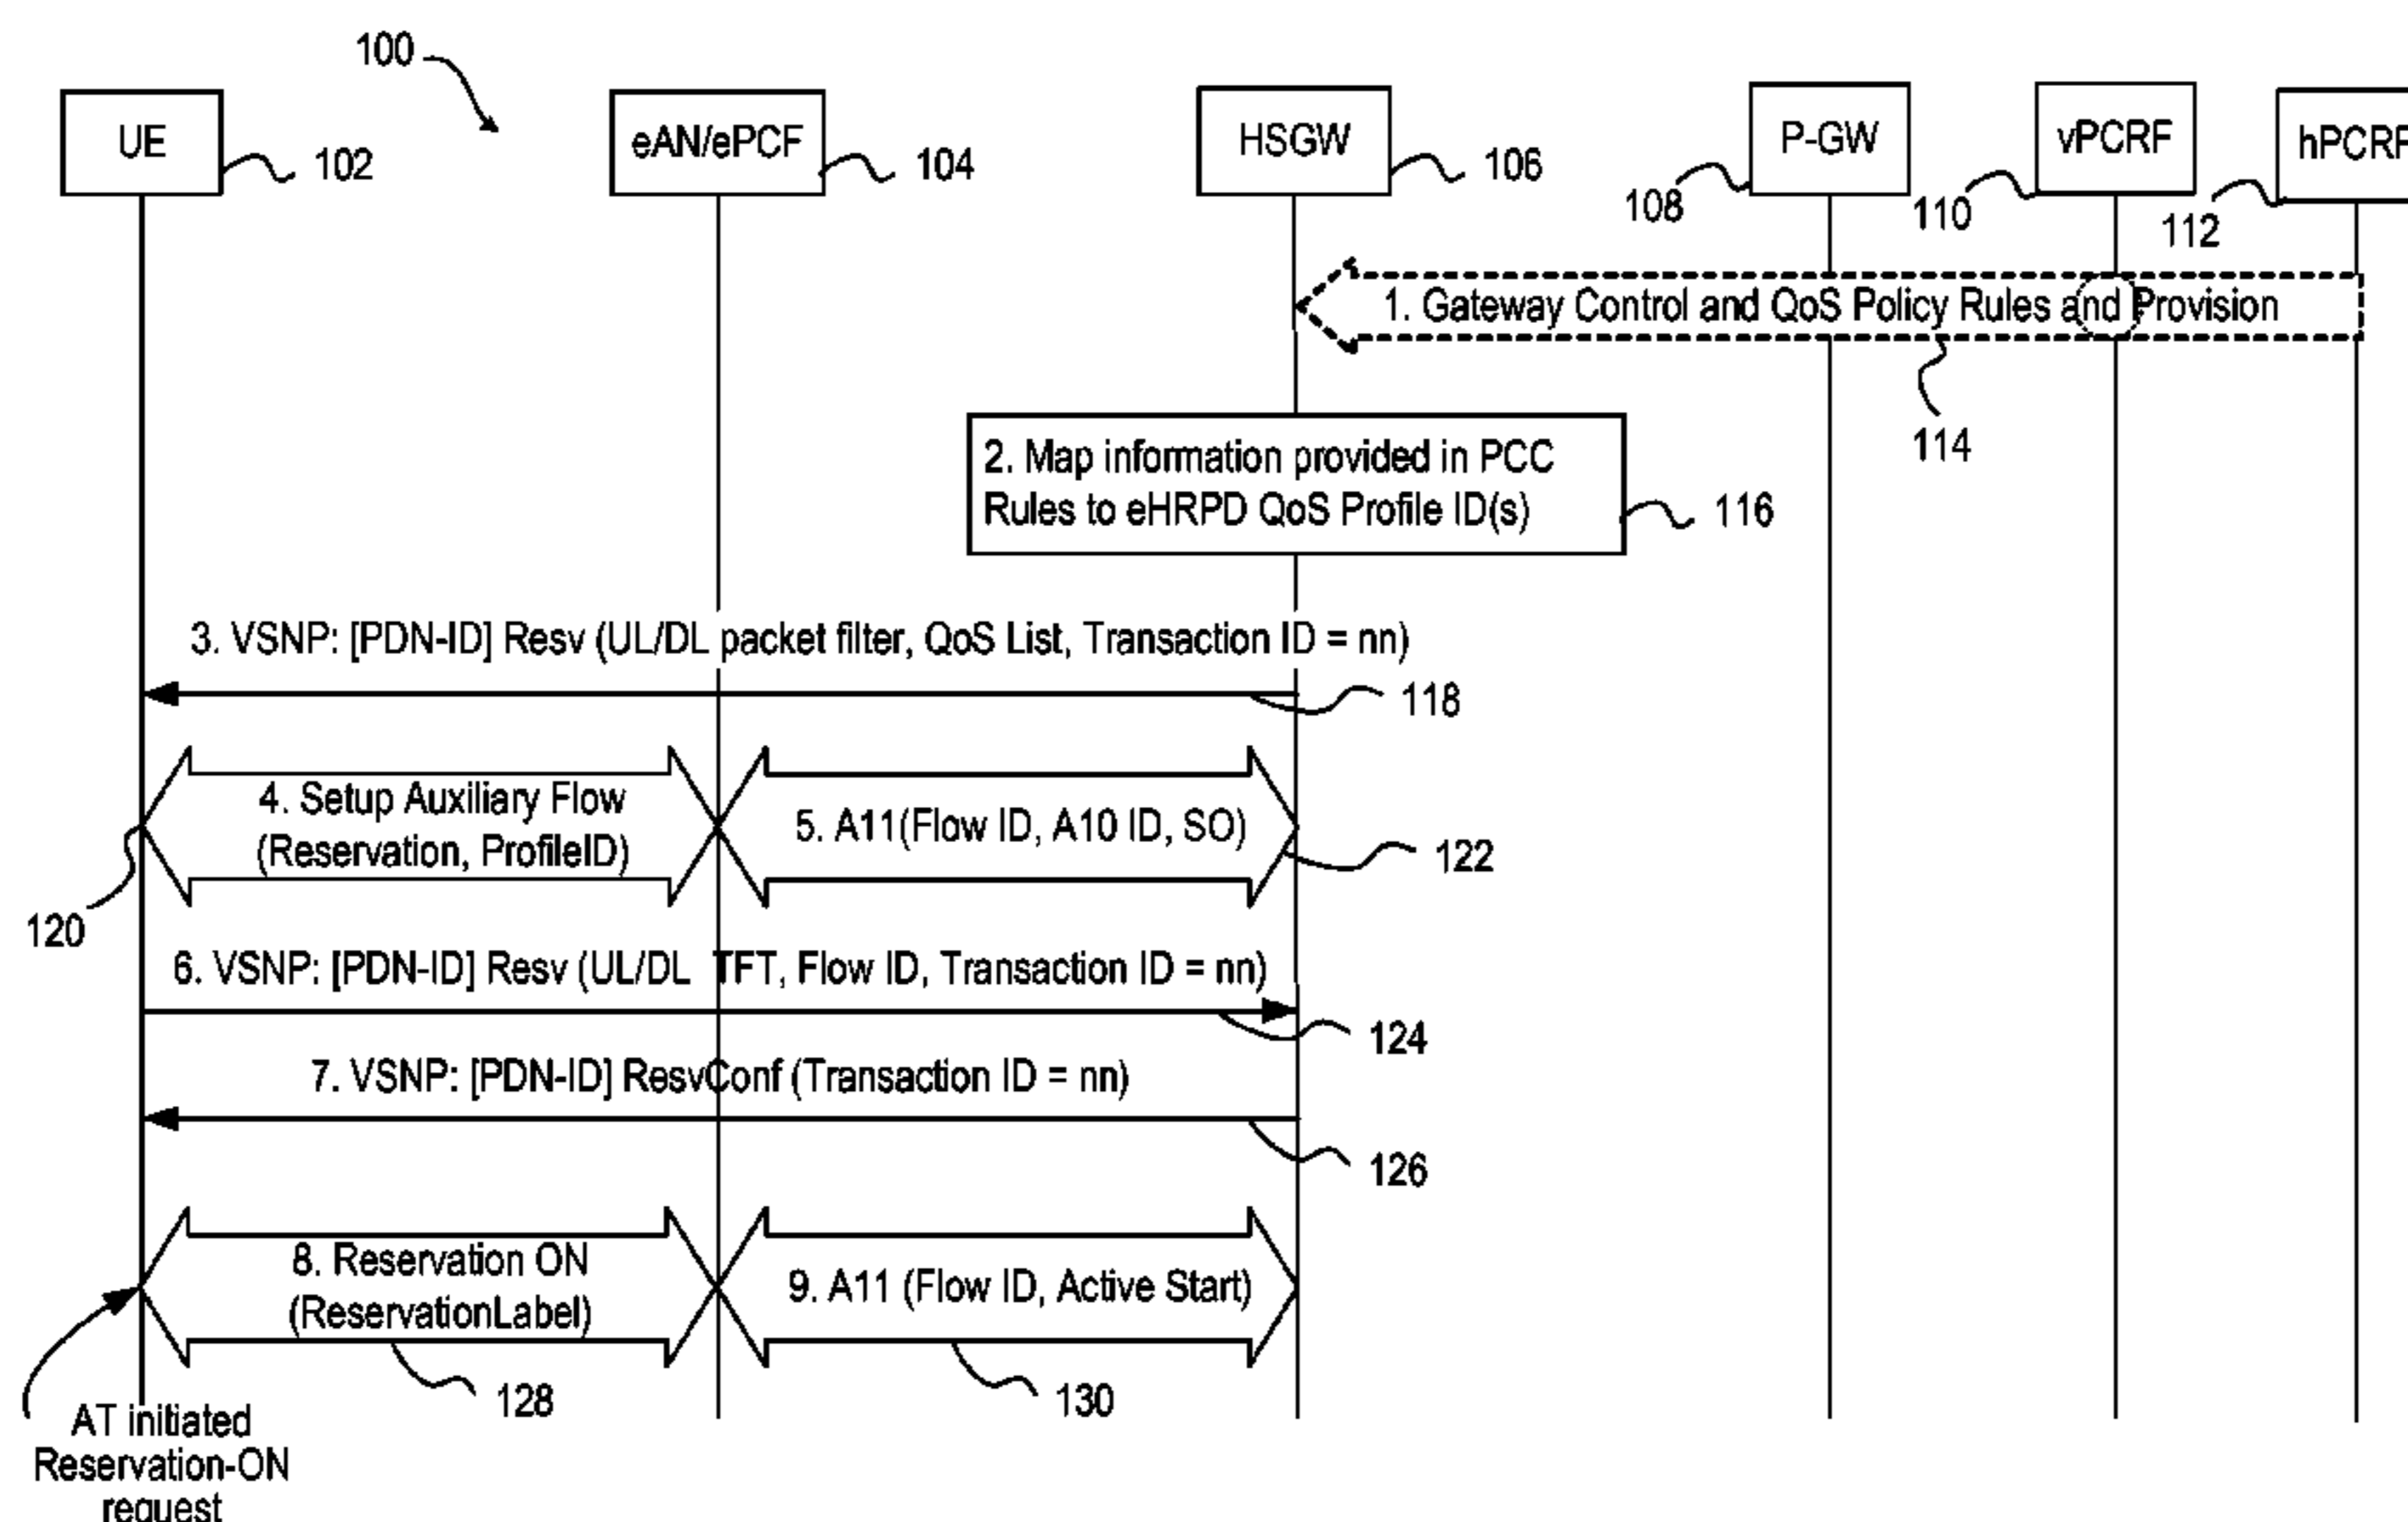 100
UE
eAN/ePCF
HSGW
P-GW
vPCRF
hPCRF
102
104
106
108
110
112
1. Gateway Control and QoS Policy Rules and Provision
114
2. Map information provided in PCC
Rules to eHRPD QoS Profile ID(s)
116
3. VSNP: [PDN-ID] Resv (UL/DL packet filter, QoS List, Transaction ID = nn)
118
4. Setup Auxiliary Flow
(Reservation, ProfileID)
5. A11(Flow ID, A10 ID, SO)
122
120
6. VSNP: [PDN-ID] Resv (UL/DL TFT, Flow ID, Transaction ID = nn)
124
7. VSNP: [PDN-ID] ResvConf (Transaction ID = nn)
126
8. Reservation ON
(ReservationLabel)
9. A11 (Flow ID, Active Start)
128
130
AT initiated
Reservation-ON
request